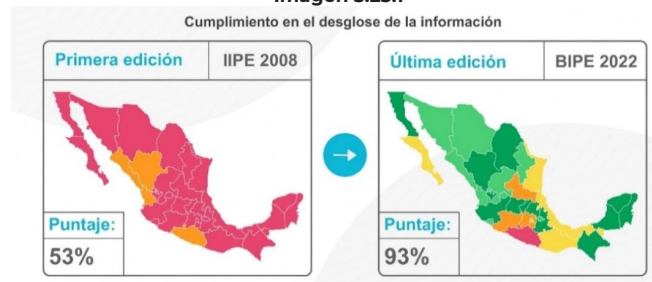 Cumplimiento en el desglose de la información
Primera edición
IIPE 2008
Puntaje:
53%
Última edición
BIPE 2022
Puntaje:
93%